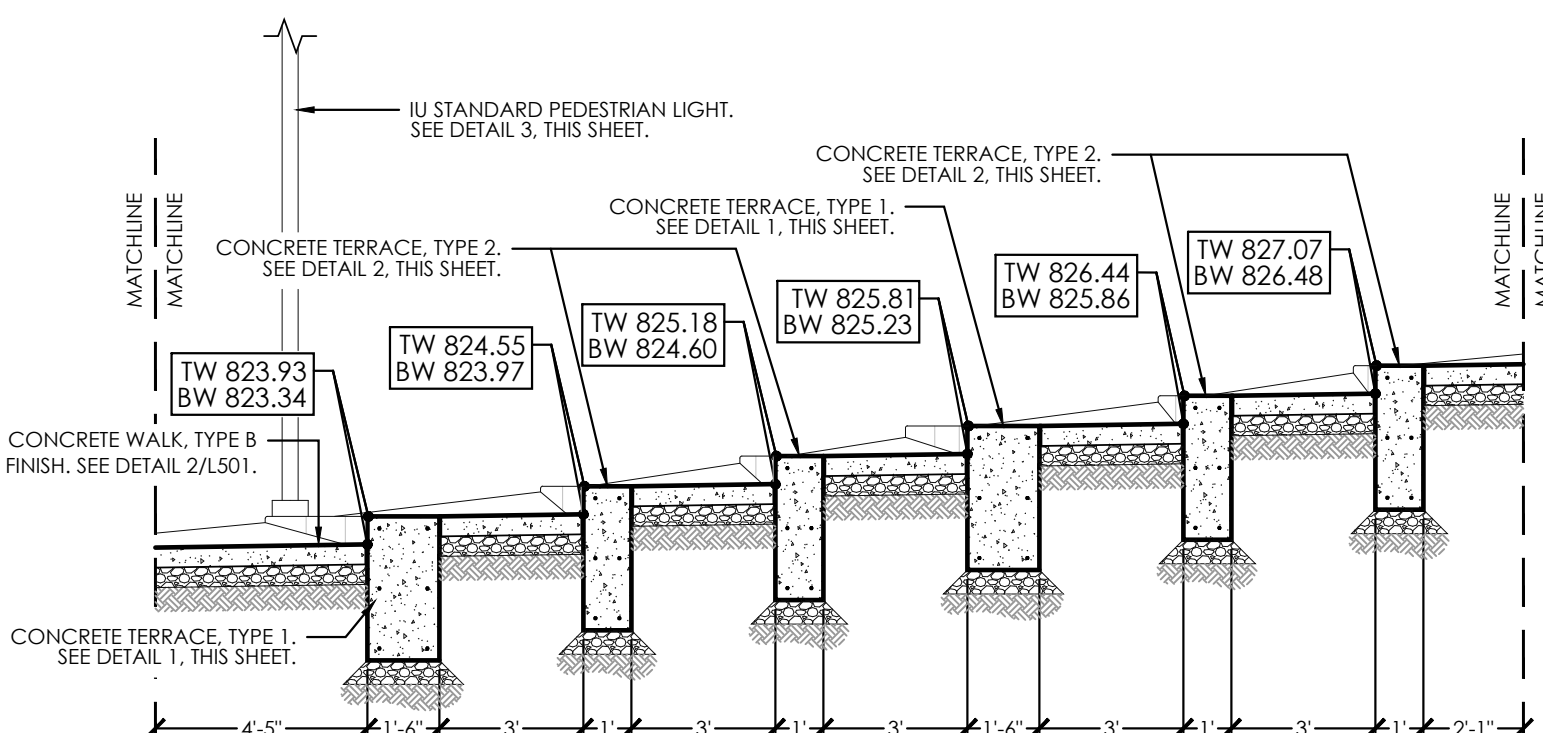 IU STANDARD PEDESTRIAN LIGHT.
SEE DETAIL 3, THIS SHEET.
CONCRETE TERRACE, TYPE 2.
SEE DETAIL 2, THIS SHEET.
CONCRETE TERRACE, TYPE 1.
SEE DETAIL 1, THIS SHEET.
CONCRETE TERRACE, TYPE 2.
SEE DETAIL 2, THIS SHEET.
MATCHLINE
MATCHLINE
MATCHLINE
MATCHLINE
TW 827.07
BW 826.48
TW 826.44
BW 825.86
TW 825.81
BW 825.23
TW 825.18
BW 824.60
TW 824.55
BW 823.97
TW 823.93
BW 823.34
CONCRETE WALK, TYPE B
FINISH. SEE DETAIL 2/L501.
CONCRETE TERRACE, TYPE 1.
SEE DETAIL 1, THIS SHEET.
4'-5" 1'-6" 3' 1' 3' 1' 3' 1'-6" 3' 1' 3' 1' 2'-1"